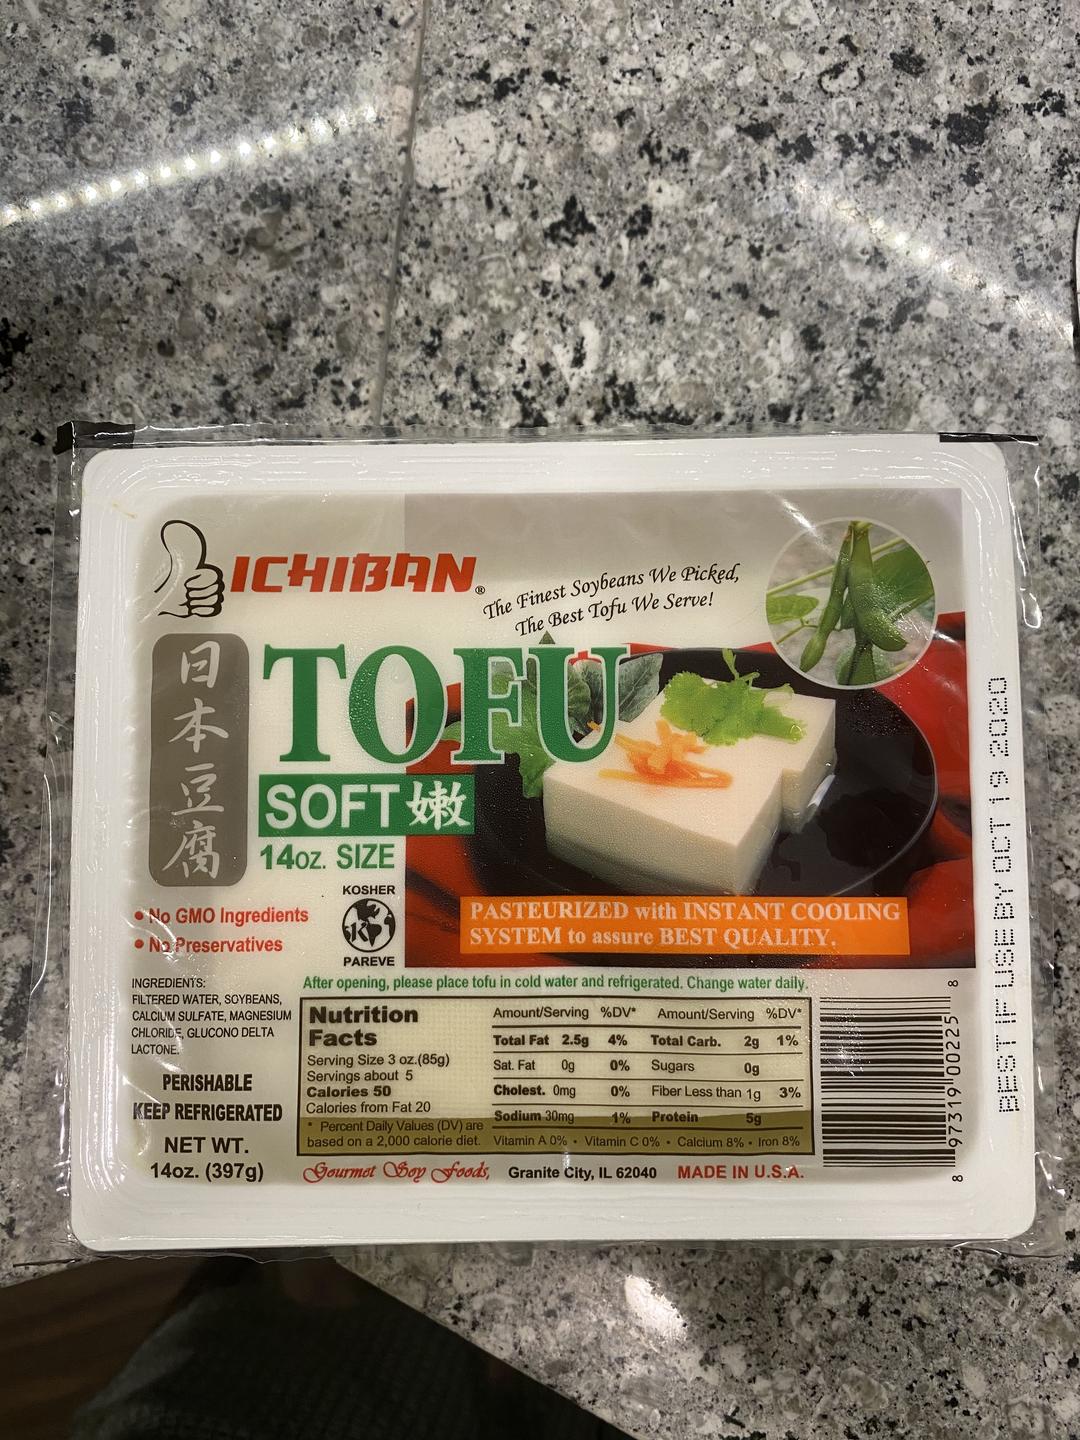 ICHIBAN®
The Finest Soybeans We Picked,
The Best Tofu We Serve!
日本豆腐
TOFU
SOFT 嫩
14oz. SIZE
• No GMO Ingredients
• No Preservatives
KOSHER
K
PAREVE
PASTEURIZED with INSTANT COOLING
SYSTEM to assure BEST QUALITY.
INGREDIENTS:
FILTERED WATER, SOYBEANS,
CALCIUM SULFATE, MAGNESIUM
CHLORIDE, GLUCONO DELTA
LACTONE.
PERISHABLE
KEEP REFRIGERATED
NET WT.
14oz. (397g)
After opening, please place tofu in cold water and refrigerated. Change water daily.
Nutrition
Facts
Serving Size 3 oz.(85g)
Servings about 5
Calories 50
Calories from Fat 20
* Percent Daily Values (DV) are
based on a 2,000 calorie diet.
Amount/Serving %DV* Amount/Serving %DV*
Total Fat 2.5g 4% Total Carb. 2g 1%
Sat. Fat 0g 0% Sugars 0g
Cholest. 0mg 0% Fiber Less than 1g 3%
Sodium 30mg 1% Protein 5g
Vitamin A 0% • Vitamin C 0% • Calcium 8% • Iron 8%
Gourmet Soy Foods, Granite City, IL 62040 MADE IN U.S.A.
8 97319 00225 8
BEST IF USE BY OCT 19 2020